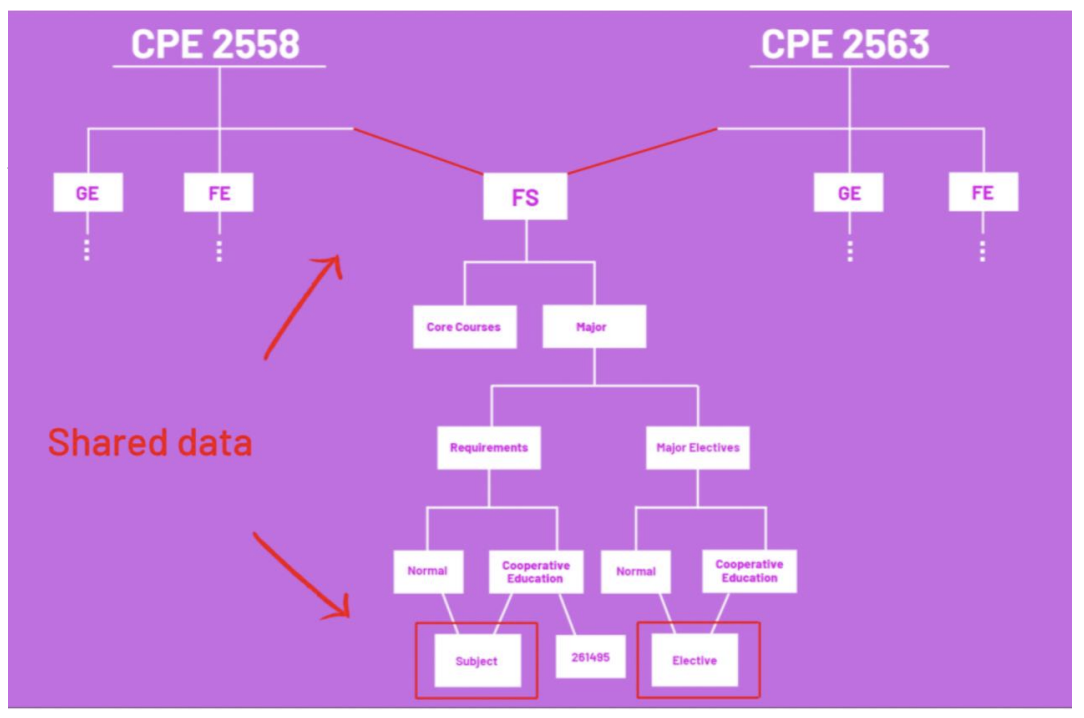 CPE 2558
CPE 2563
GE
FE
FS
GE
FE
Core Courses
Major
Shared data
Requirements
Major Electives
Normal
Cooperative
Education
Normal
Cooperative
Education
Subject
261495
Elective